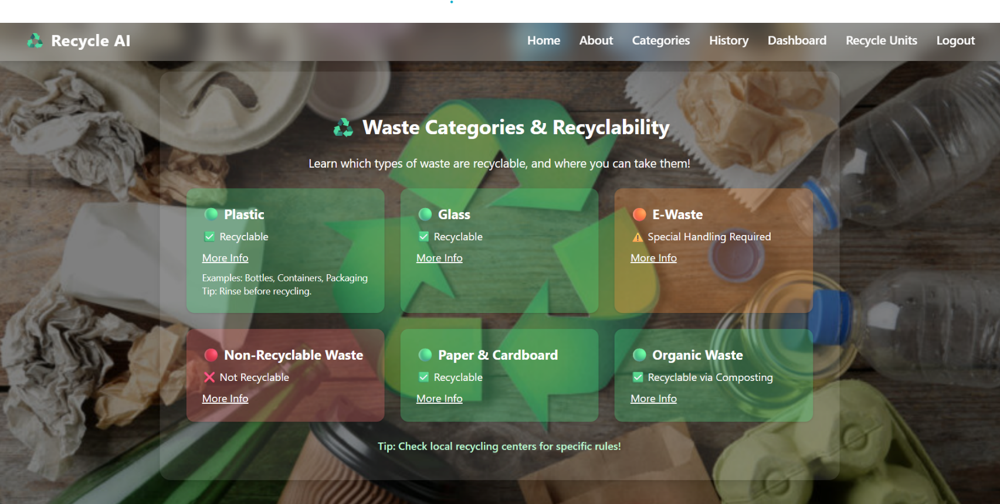 Recycle AI
Home About Categories History Dashboard Recycle Units Logout
Waste Categories & Recyclability
Learn which types of waste are recyclable, and where you can take them!
Plastic
Recyclable
More Info
Examples: Bottles, Containers, Packaging
Tip: Rinse before recycling.
Glass
Recyclable
More Info
E-Waste
Special Handling Required
More Info
Non-Recyclable Waste
Not Recyclable
More Info
Paper & Cardboard
Recyclable
More Info
Organic Waste
Recyclable via Composting
More Info
Tip: Check local recycling centers for specific rules!